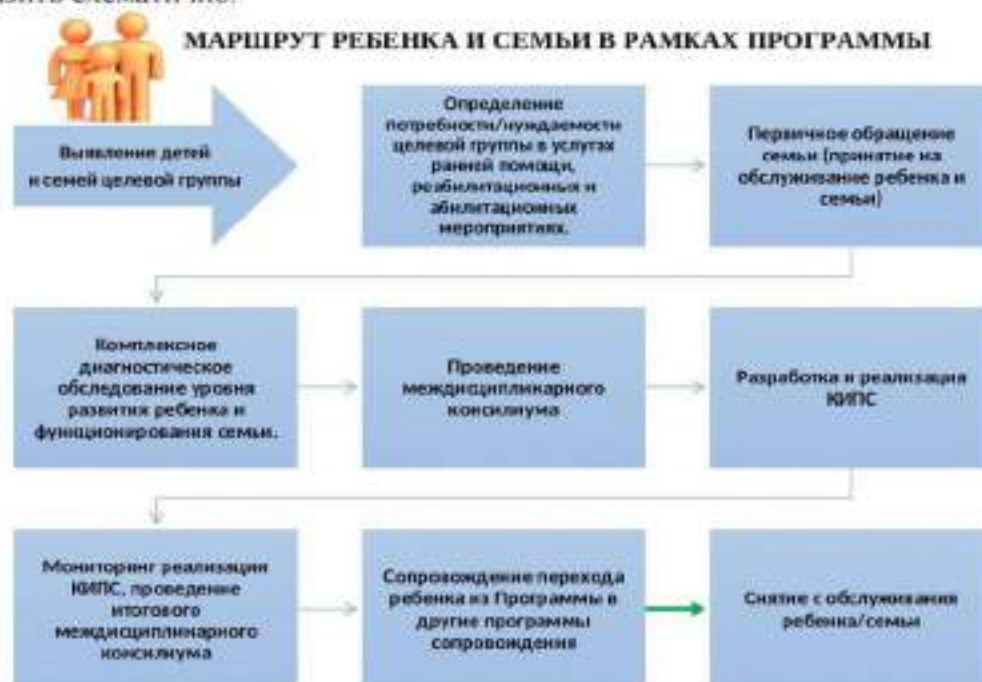 МАРШРУТ РЕБЕНКА И СЕМЬИ В РАМКАХ ПРОГРАММЫ
Выявление детей
и семей целевой группы
Определение
потребности/нуждаемости
целевой группы в услугах
ранней помощи,
реабилитационных и
абилитационных
мероприятиях.
Первичное обращение
семьи (принятие на
обслуживание ребенка и
семьи)
Комплексное
диагностическое
обследование уровня
развития ребенка и
функционирования семьи.
Проведение
междисциплинарного
консилиума
Разработка и реализация
КИПС
Мониторинг реализации
КИПС, проведение
итогового
междисциплинарного
консилиума
Сопровождение перехода
ребенка из Программы в
другие программы
сопровождения
Снятие с обслуживания
ребенка/семьи